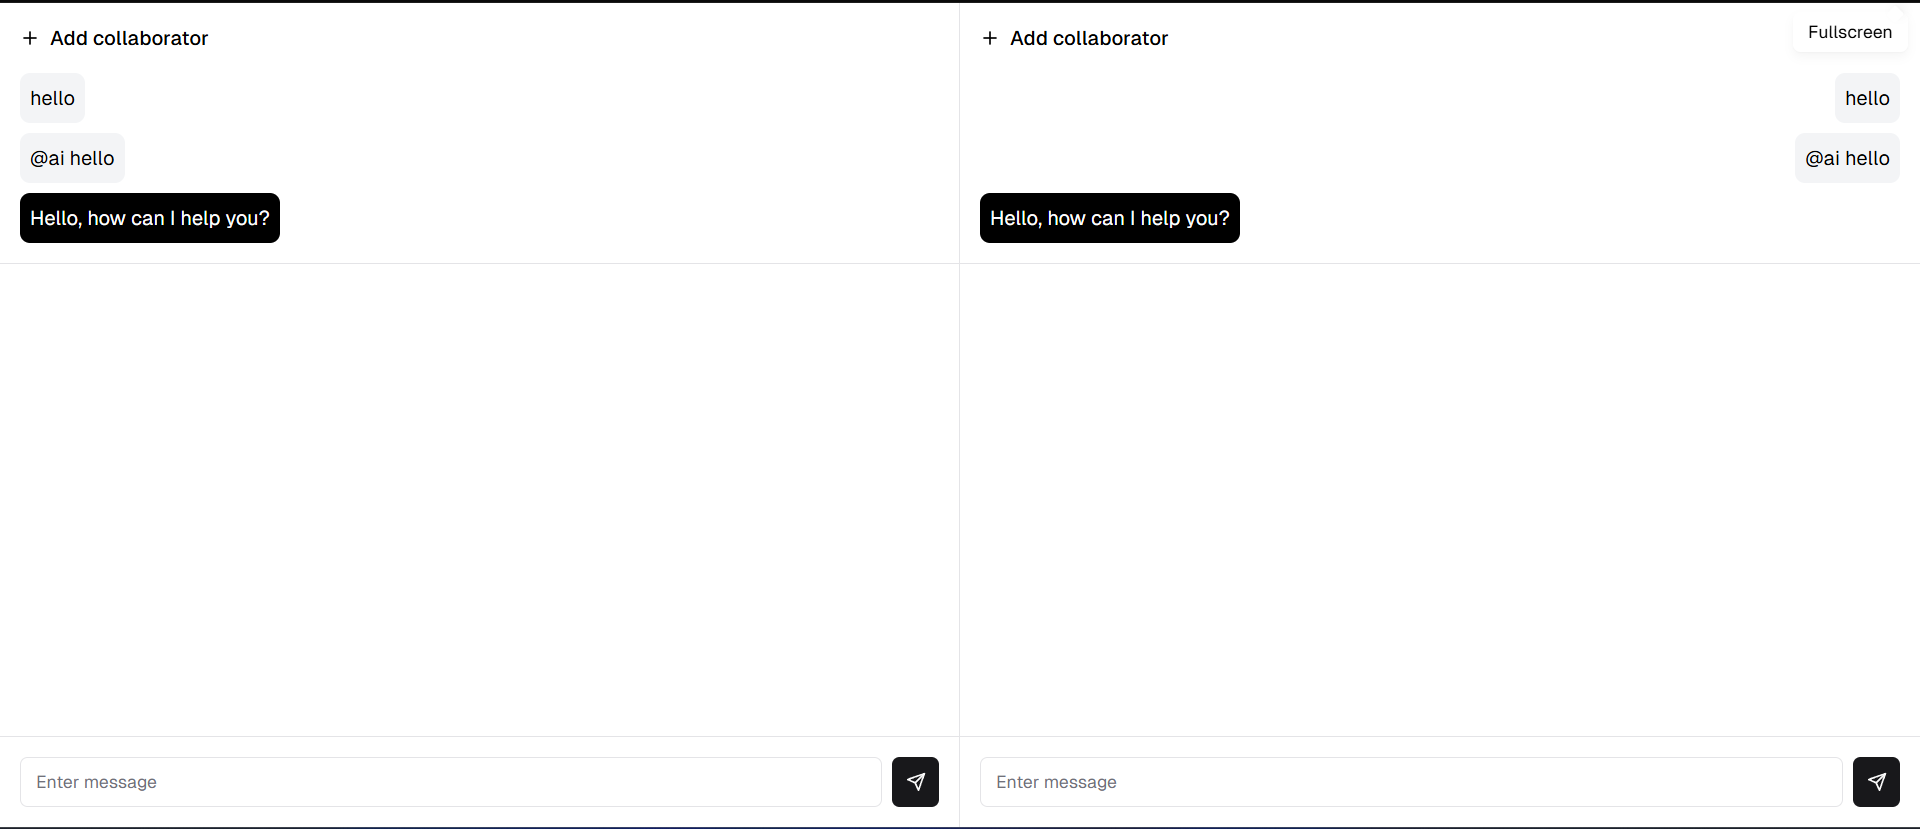 Add collaborator
hello
@ai hello
Hello, how can I help you?
Enter message
Add collaborator
Fullscreen
hello
@ai hello
Hello, how can I help you?
Enter message